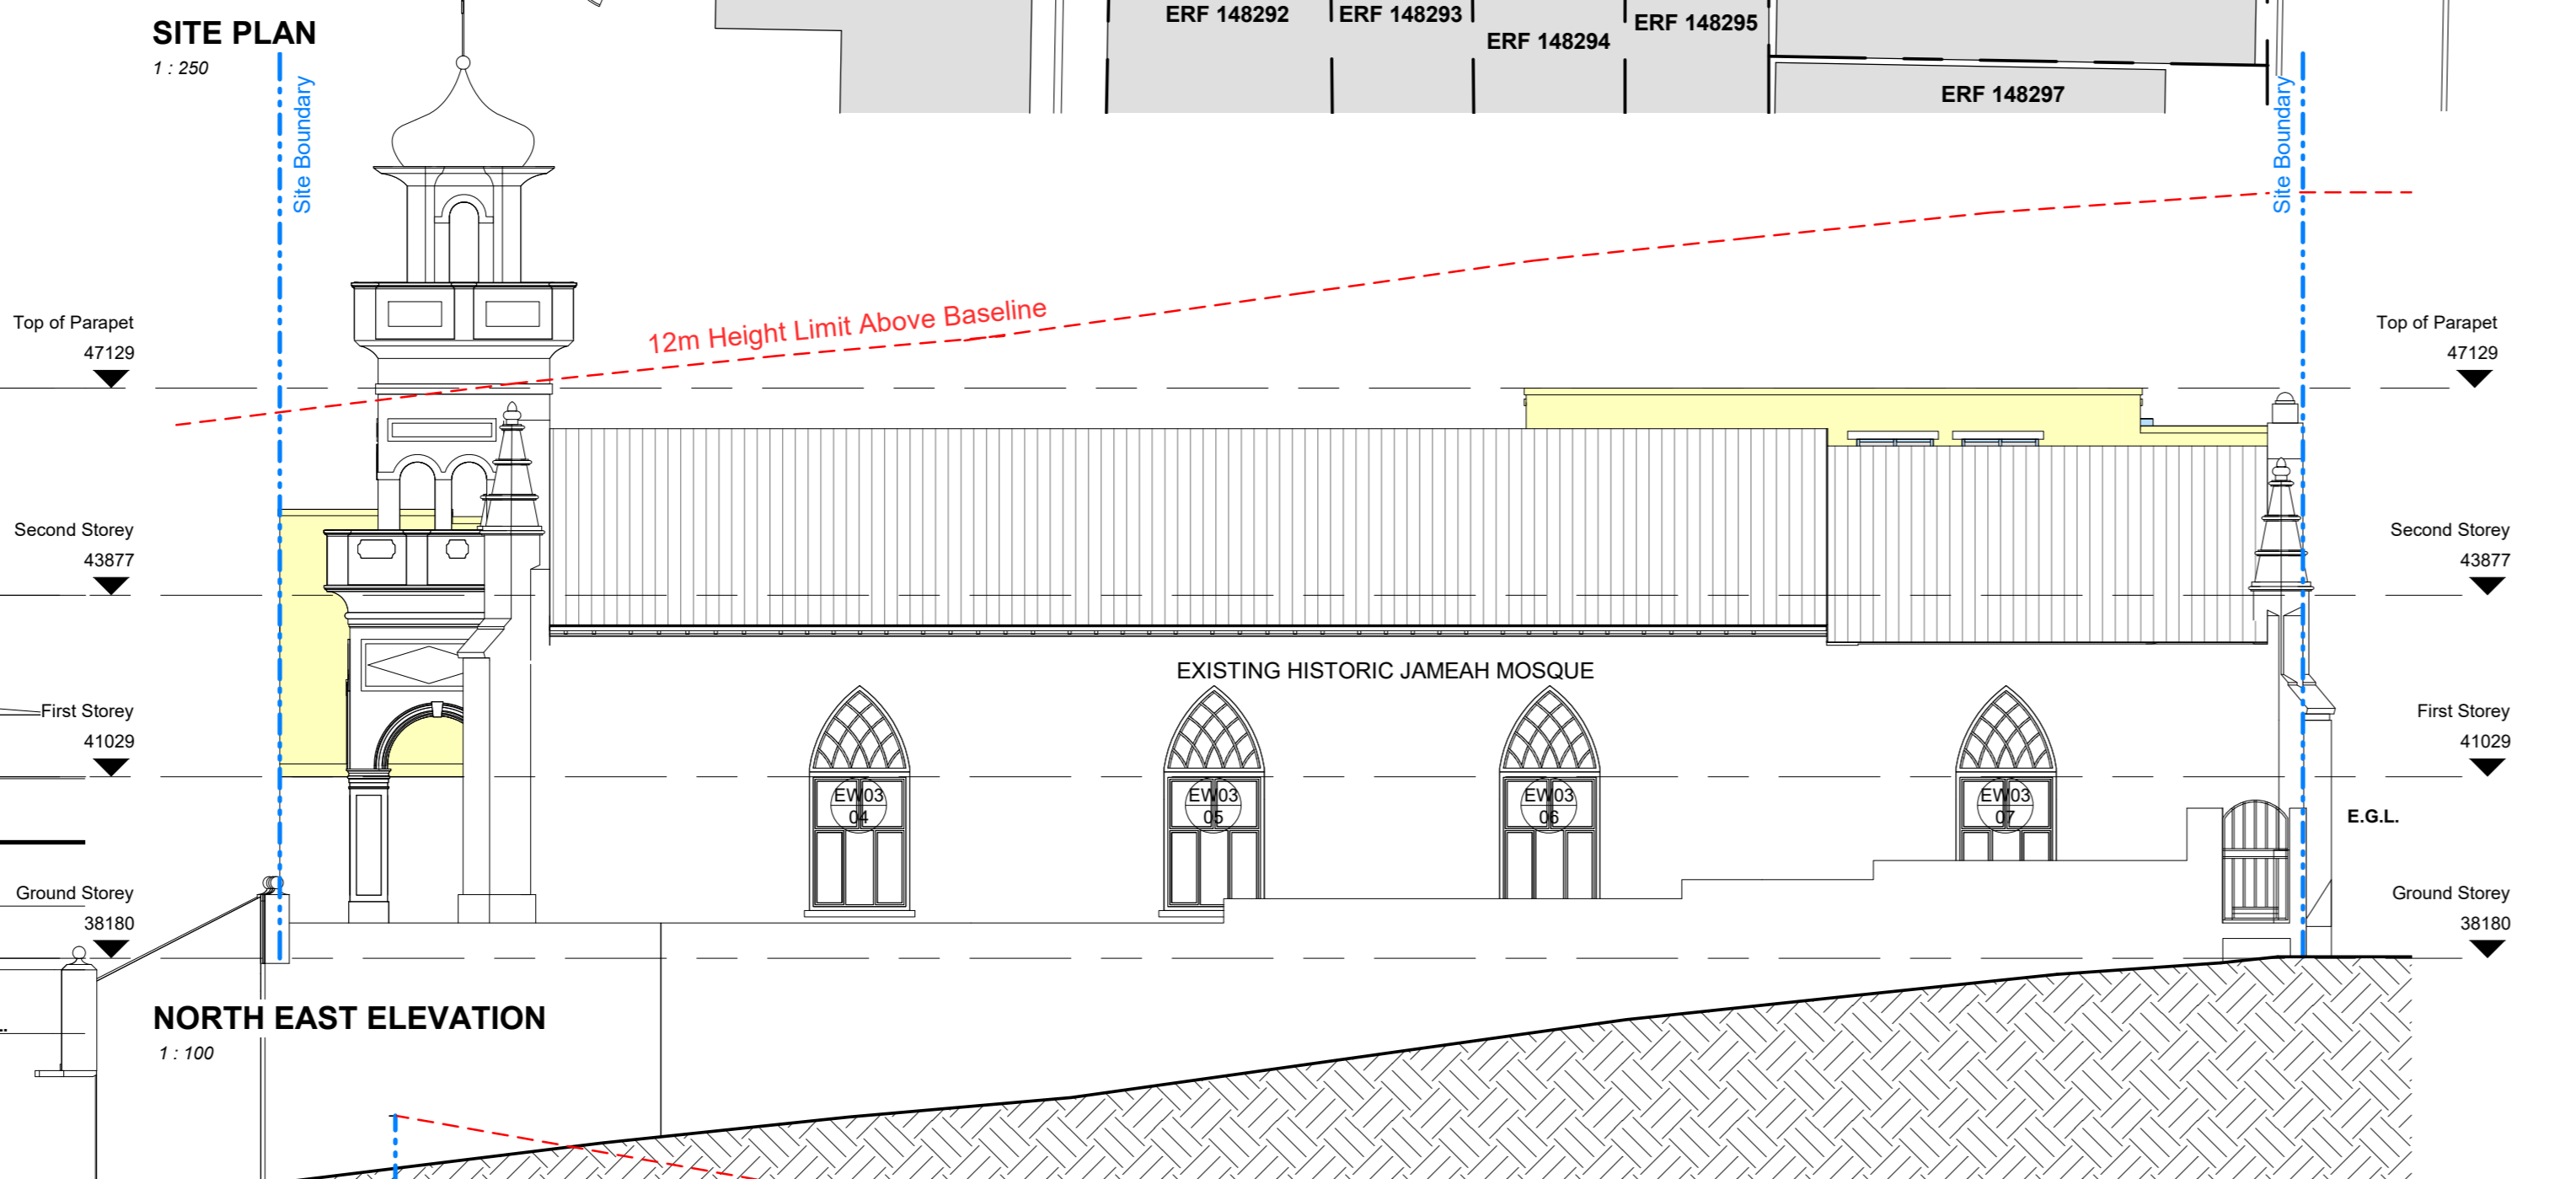 SITE PLAN
1 : 250
ERF 148292
ERF 148293
ERF 148294
ERF 148295
ERF 148297
Site Boundary
Site Boundary
12m Height Limit Above Baseline
Top of Parapet
47129
Top of Parapet
47129
Second Storey
43877
Second Storey
43877
EXISTING HISTORIC JAMEAH MOSQUE
First Storey
41029
First Storey
41029
EW03
04
EW03
05
EW03
06
EW03
07
E.G.L.
Ground Storey
38180
Ground Storey
38180
NORTH EAST ELEVATION
1 : 100